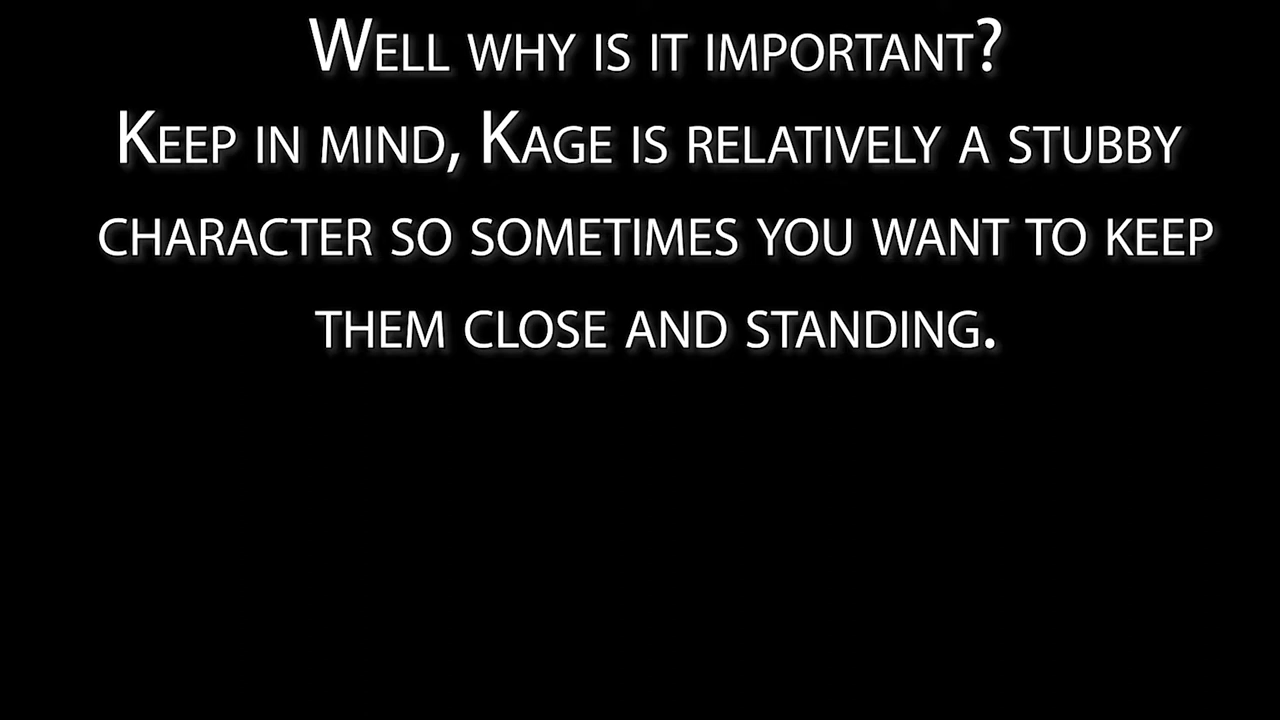 Well why is it important?
Keep in mind, Kage is relatively a stubby
character so sometimes you want to keep
them close and standing.